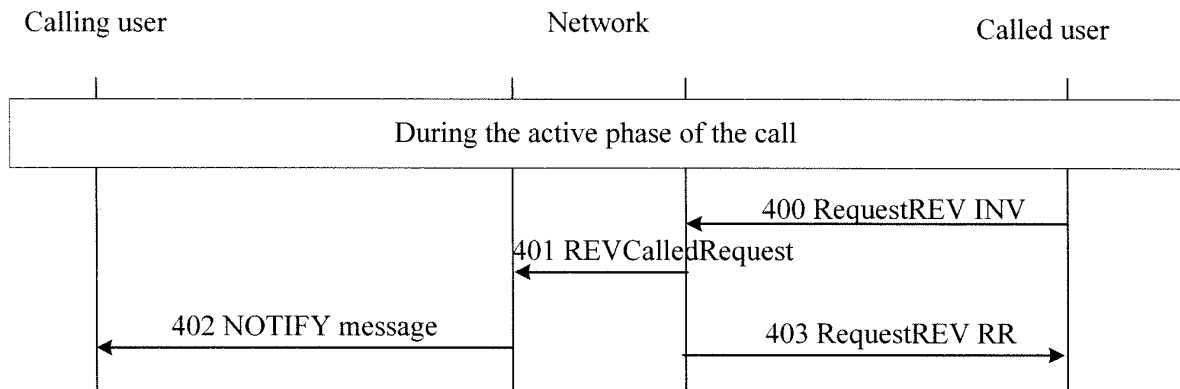 Calling user
Network
Called user
During the active phase of the call
400 RequestREV INV
401 REVCalledRequest
402 NOTIFY message
403 RequestREV RR